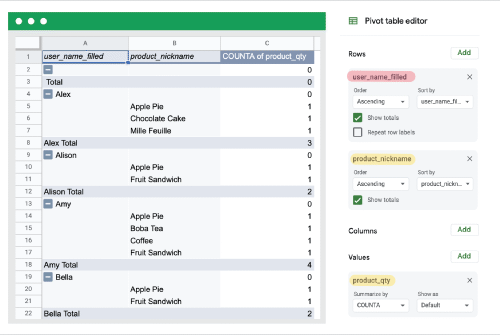 Pivot table editor
A B C
1 user_name_filled product_nickname COUNTA of product_qty
2 0
3 Total 0
4 Alex 0
5 Apple Pie 1
6 Chocolate Cake 1
7 Mille Feuille 1
8 Alex Total 3
9 Alison 0
10 Apple Pie 1
11 Fruit Sandwich 1
12 Alison Total 2
13 Amy 0
14 Apple Pie 1
15 Boba Tea 1
16 Coffee 1
17 Fruit Sandwich 1
18 Amy Total 4
19 Bella 0
20 Apple Pie 1
21 Fruit Sandwich 1
22 Bella Total 2
Rows Add
user_name_filled
Order Sort by
Ascending user_name_fil...
Show totals
Repeat row labels
product_nickname
Order Sort by
Ascending product_nickn...
Show totals
Columns Add
Values Add
product_qty
Summarize by Show as
COUNTA Default